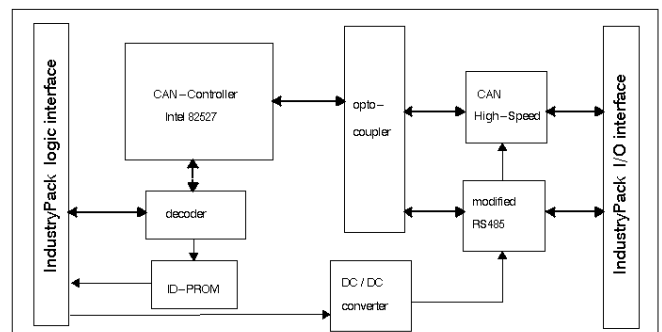 IndustryPack logic interface
CAN-Controller
Intel 82527
opto-
coupler
CAN
High-Speed
IndustryPack I/O interface
decoder
modified
RS485
ID-PROM
DC / DC
converter